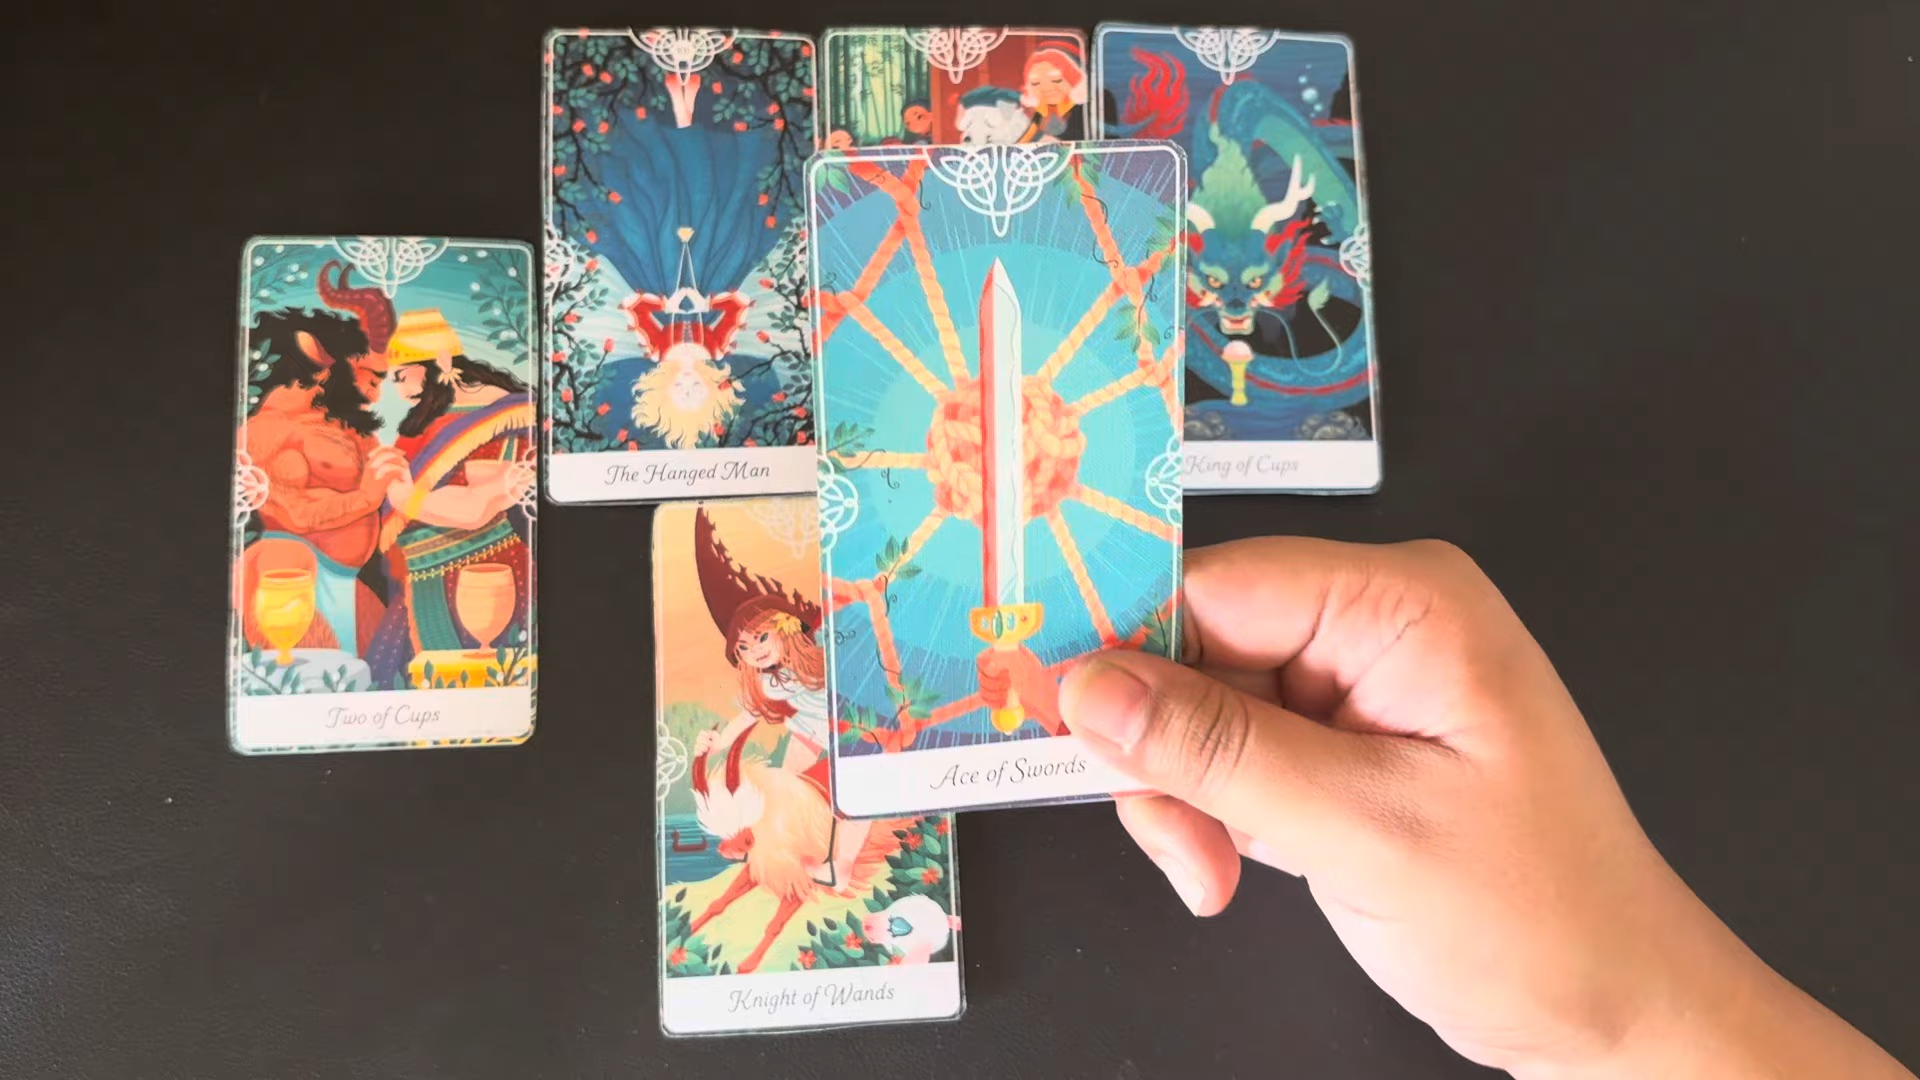 The Hanged Man
King of Cups
Two of Cups
Ace of Swords
Knight of Wands